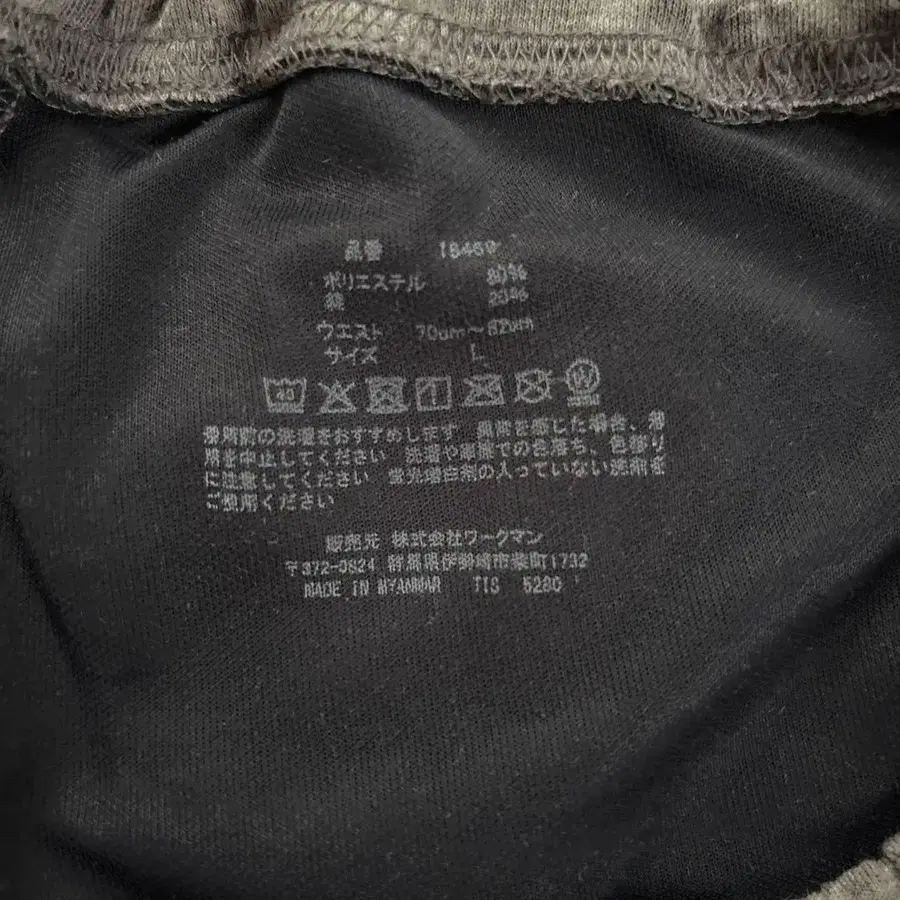 品番 18469
ポリエステル 80%
綿 20%
ウエスト 70cm～82cm
サイズ L
40
着用前の洗濯をおすすめします 異常を感じた場合、着
用を中止してください 洗濯や摩擦での色落ち、色移り
に注意してください 蛍光増白剤の入っていない洗剤を
ご使用ください
販売元 株式会社ワークマン
〒372-0824 群馬県伊勢崎市柴町1732
MADE IN MYANMAR TIS 5280